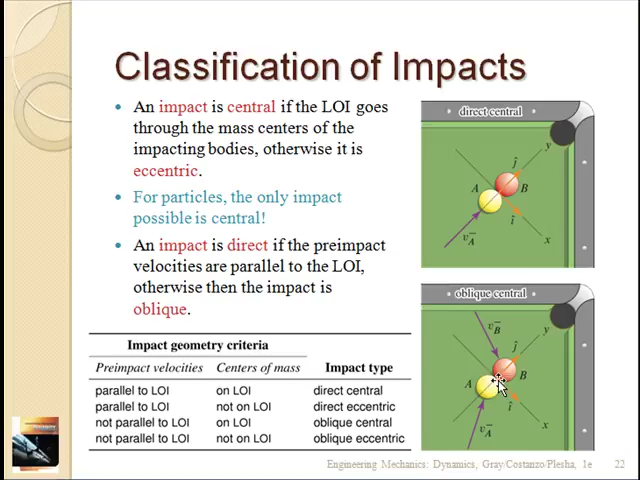 Classification of Impacts
An impact is central if the LOI goes
through the mass centers of the
impacting bodies, otherwise it is
eccentric.
For particles, the only impact
possible is central!
An impact is direct if the preimpact
velocities are parallel to the LOI,
otherwise then the impact is
oblique.
Impact geometry criteria
Preimpact velocities Centers of mass Impact type
parallel to LOI on LOI direct central
parallel to LOI not on LOI direct eccentric
not parallel to LOI on LOI oblique central
not parallel to LOI not on LOI oblique eccentric
direct central
y
ĵ
A B
î
v⃗A⁻
x
oblique central
v⃗B⁻
y
ĵ
A B
î
v⃗A⁻
x
Engineering Mechanics: Dynamics, Gray/Costanzo/Plesha, 1e 22